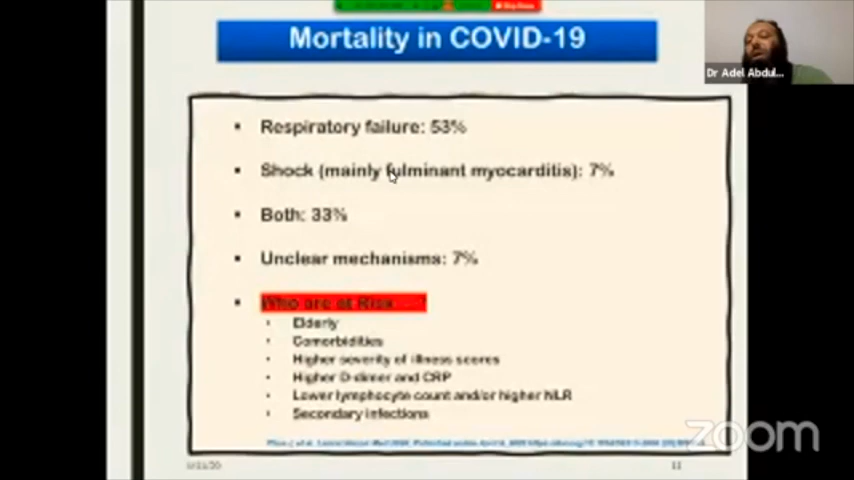 Mortality in COVID-19
Dr Adel Abdul...
Respiratory failure: 53%
Shock (mainly fulminant myocarditis): 7%
Both: 33%
Unclear mechanisms: 7%
Who are at Risk
Elderly
Comorbidities
Higher severity of illness scores
Higher D-dimer and CRP
Lower lymphocyte count and/or higher NLR
Secondary infections
zoom
11